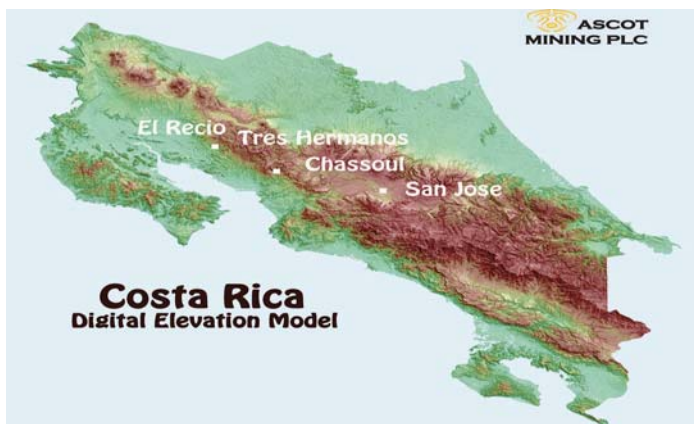 ASCOT
MINING PLC
El Recio
Tres Hermanos
Chassoul
San Jose
Costa Rica
Digital Elevation Model